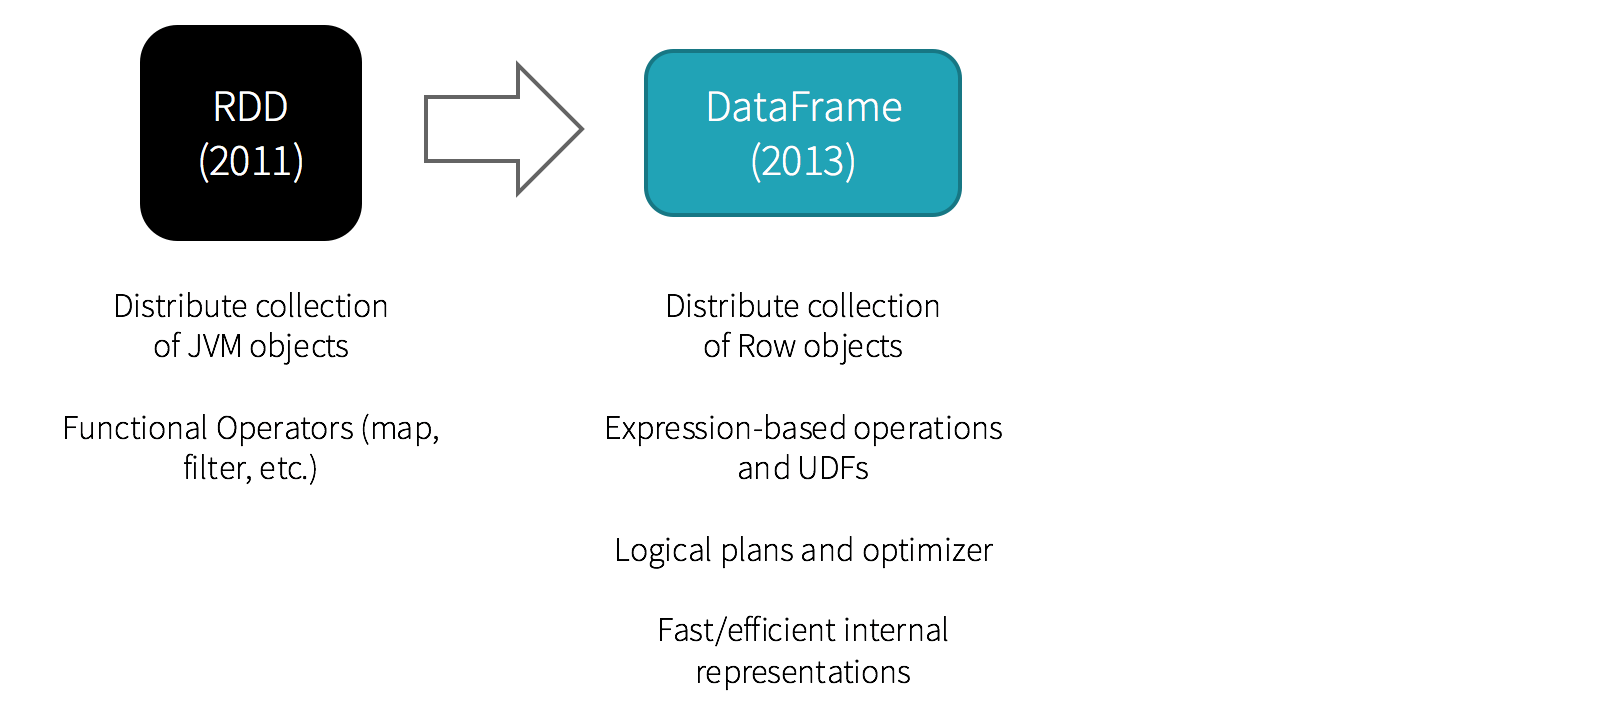 RDD
(2011)
DataFrame
(2013)
Distribute collection
of JVM objects
Functional Operators (map,
filter, etc.)
Distribute collection
of Row objects
Expression-based operations
and UDFs
Logical plans and optimizer
Fast/efficient internal
representations